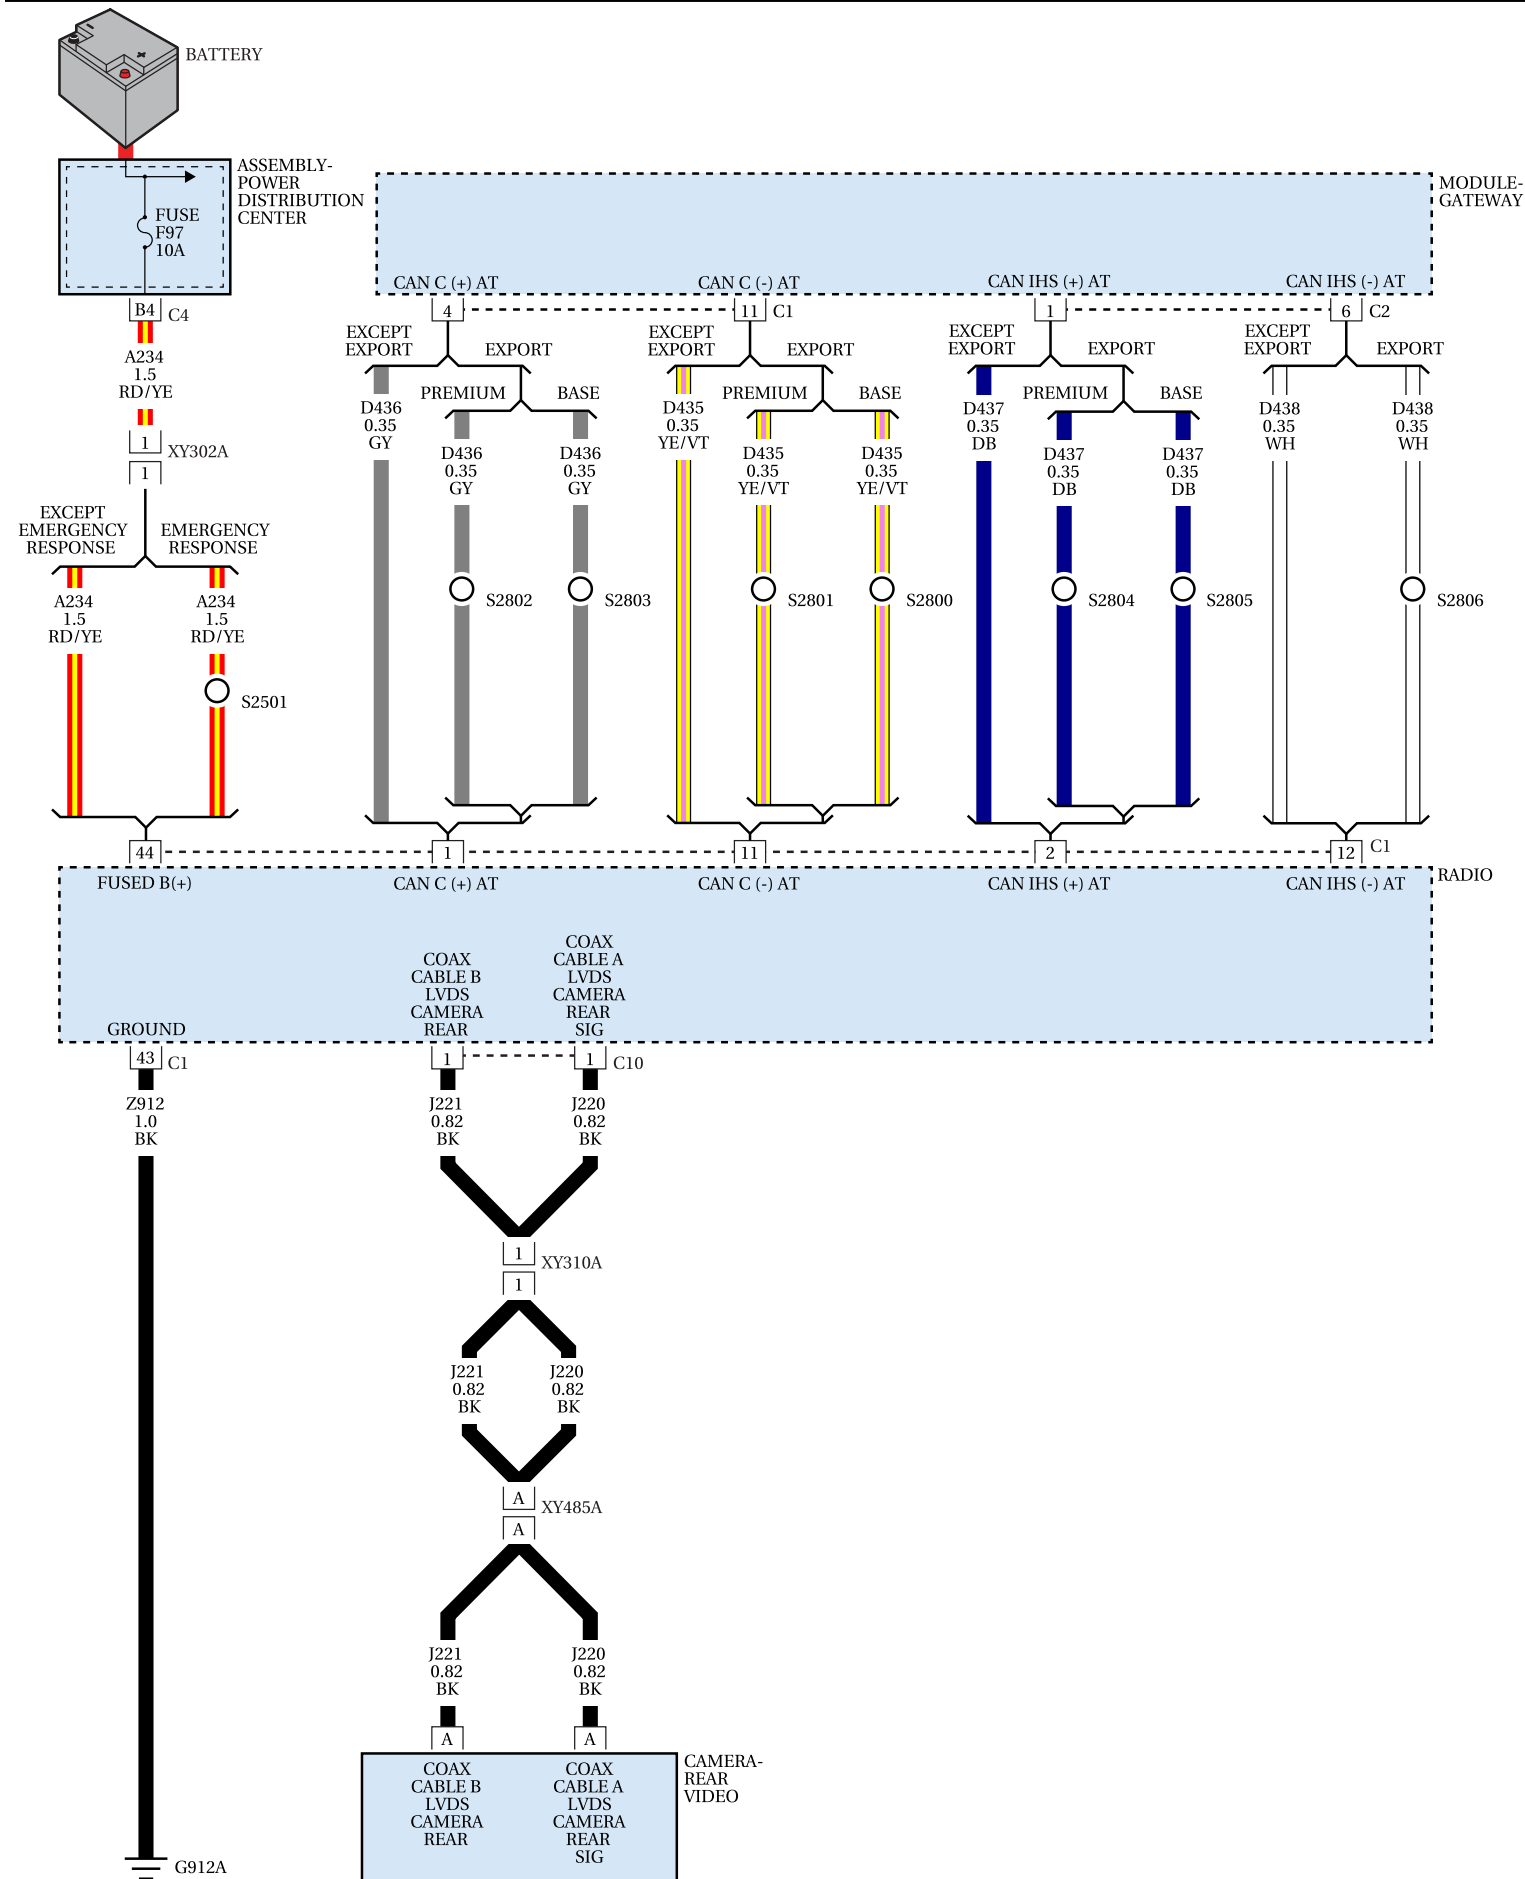 BATTERY
ASSEMBLY-
POWER
DISTRIBUTION
CENTER
FUSE
F97
10A
B4
C4
A234
1.5
RD/YE
1
XY302A
1
EXCEPT
EMERGENCY
RESPONSE
EMERGENCY
RESPONSE
A234
1.5
RD/YE
A234
1.5
RD/YE
S2501
MODULE-
GATEWAY
CAN C (+) AT
CAN C (-) AT
CAN IHS (+) AT
CAN IHS (-) AT
4
11
C1
1
6
C2
EXCEPT
EXPORT
EXPORT
PREMIUM
BASE
D436
0.35
GY
D436
0.35
GY
D436
0.35
GY
S2802
S2803
EXCEPT
EXPORT
EXPORT
PREMIUM
BASE
D435
0.35
YE/VT
D435
0.35
YE/VT
D435
0.35
YE/VT
S2801
S2800
EXCEPT
EXPORT
EXPORT
PREMIUM
BASE
D437
0.35
DB
D437
0.35
DB
D437
0.35
DB
S2804
S2805
EXCEPT
EXPORT
EXPORT
D438
0.35
WH
D438
0.35
WH
S2806
44
1
11
2
12
C1
RADIO
FUSED B(+)
CAN C (+) AT
CAN C (-) AT
CAN IHS (+) AT
CAN IHS (-) AT
GROUND
COAX
CABLE B
LVDS
CAMERA
REAR
COAX
CABLE A
LVDS
CAMERA
REAR
SIG
43
C1
1
1
C10
Z912
1.0
BK
J221
0.82
BK
J220
0.82
BK
1
XY310A
1
J221
0.82
BK
J220
0.82
BK
A
XY485A
A
J221
0.82
BK
J220
0.82
BK
A
A
COAX
CABLE B
LVDS
CAMERA
REAR
COAX
CABLE A
LVDS
CAMERA
REAR
SIG
CAMERA-
REAR
VIDEO
G912A